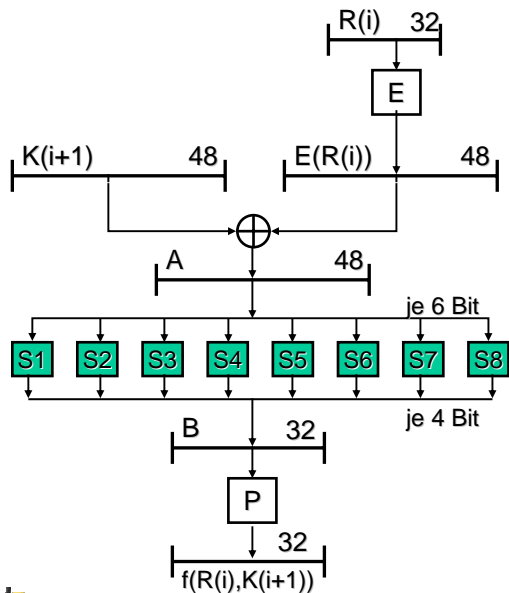 R(i) 32
E
K(i+1) 48 E(R(i)) 48
A 48
je 6 Bit
S1 S2 S3 S4 S5 S6 S7 S8
je 4 Bit
B 32
P
32
f(R(i),K(i+1))